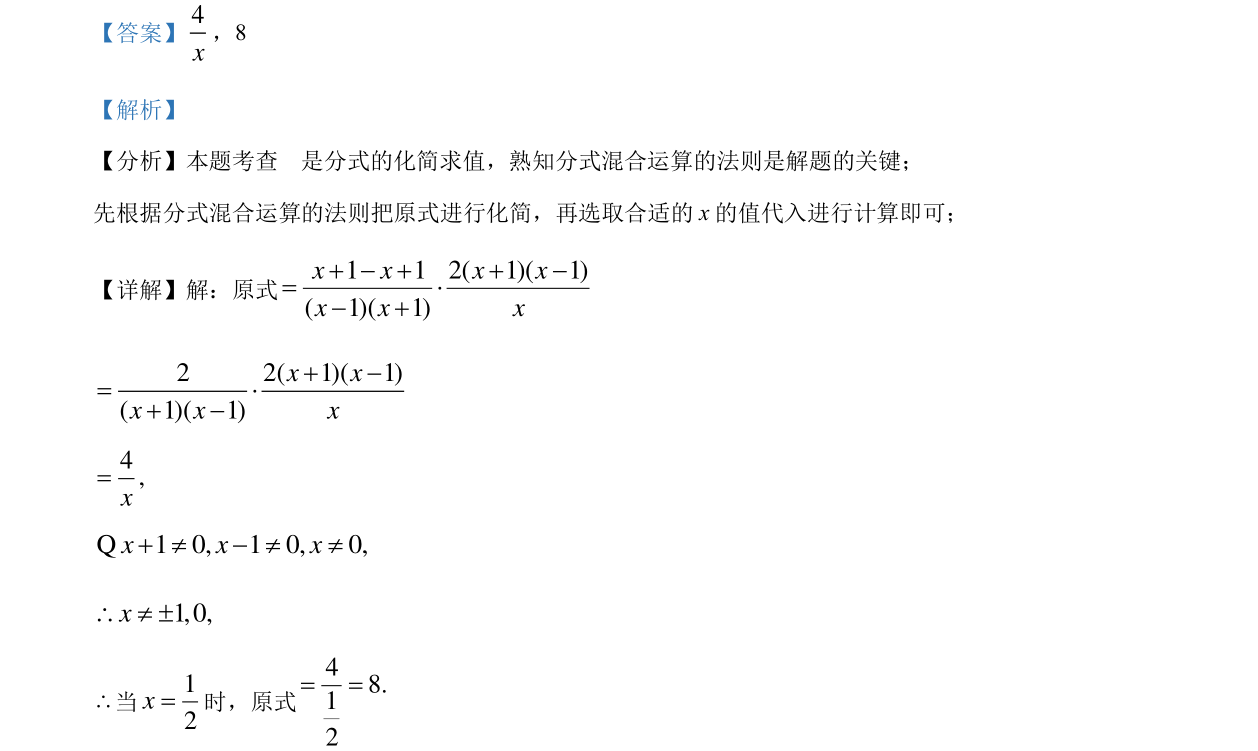 【答案】4/x，8
【解析】
【分析】本题考查 是分式的化简求值，熟知分式混合运算的法则是解题的关键；
先根据分式混合运算的法则把原式进行化简，再选取合适的 x 的值代入进行计算即可；
【详解】解：原式 = (x+1−x+1)/((x−1)(x+1)) · (2(x+1)(x−1))/x
= 2/((x+1)(x−1)) · (2(x+1)(x−1))/x
= 4/x,
Q x+1≠0, x−1≠0, x≠0,
∴ x ≠ ±1,0,
∴当 x = 1/2 时，原式 = 4/(1/2) = 8.